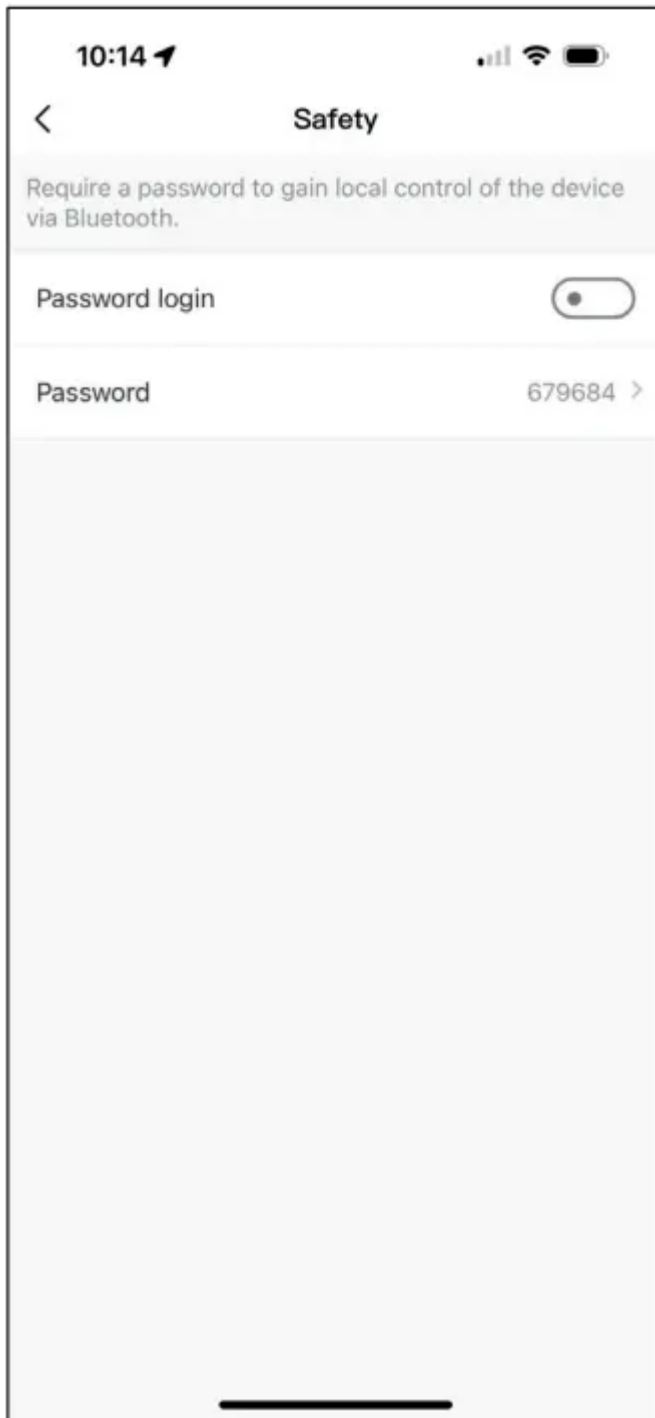 10:14
Safety
Require a password to gain local control of the device
via Bluetooth.
Password login
Password 679684